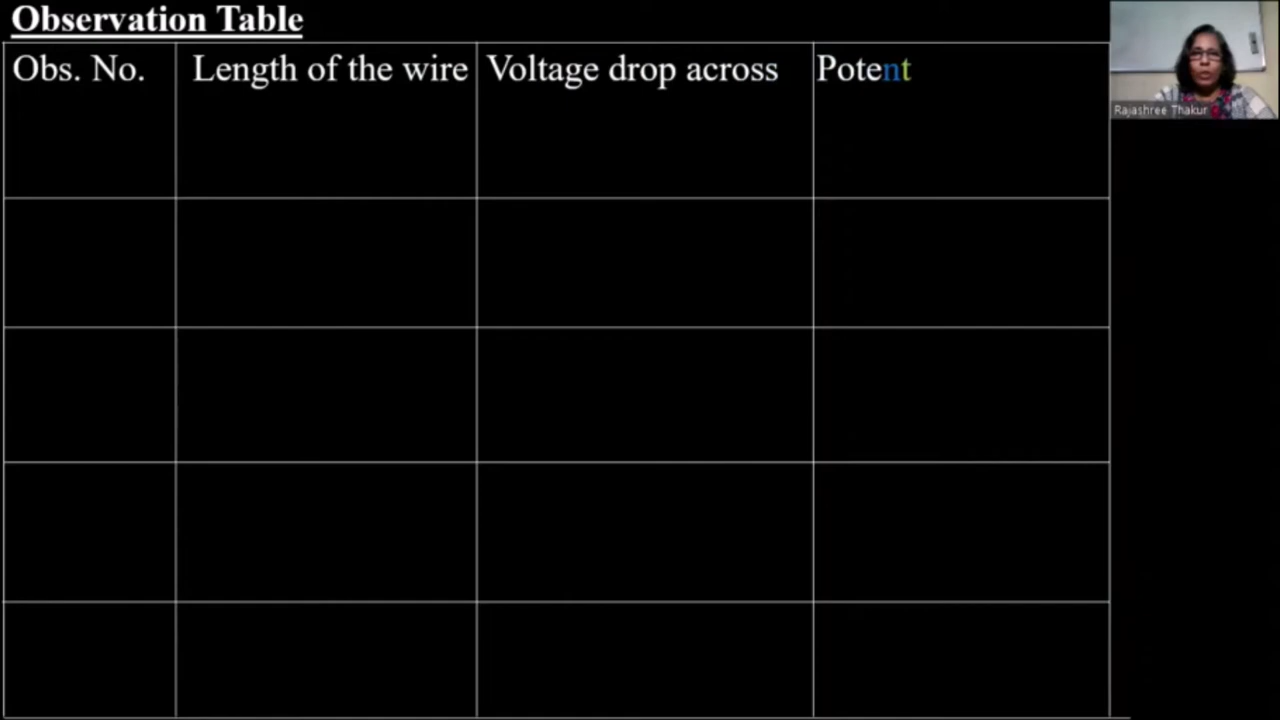 Observation Table
Obs. No.
Length of the wire
Voltage drop across
Potent
Rajashree Thakur